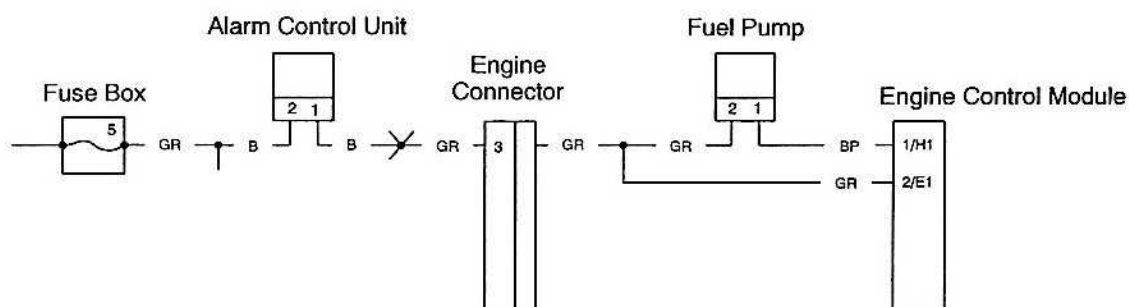 Alarm Control Unit
Fuel Pump
Engine
Connector
Fuse Box
Engine Control Module
5
2 1
2 1
GR
B
B
GR
3
GR
GR
BP
1/H1
GR
2/E1